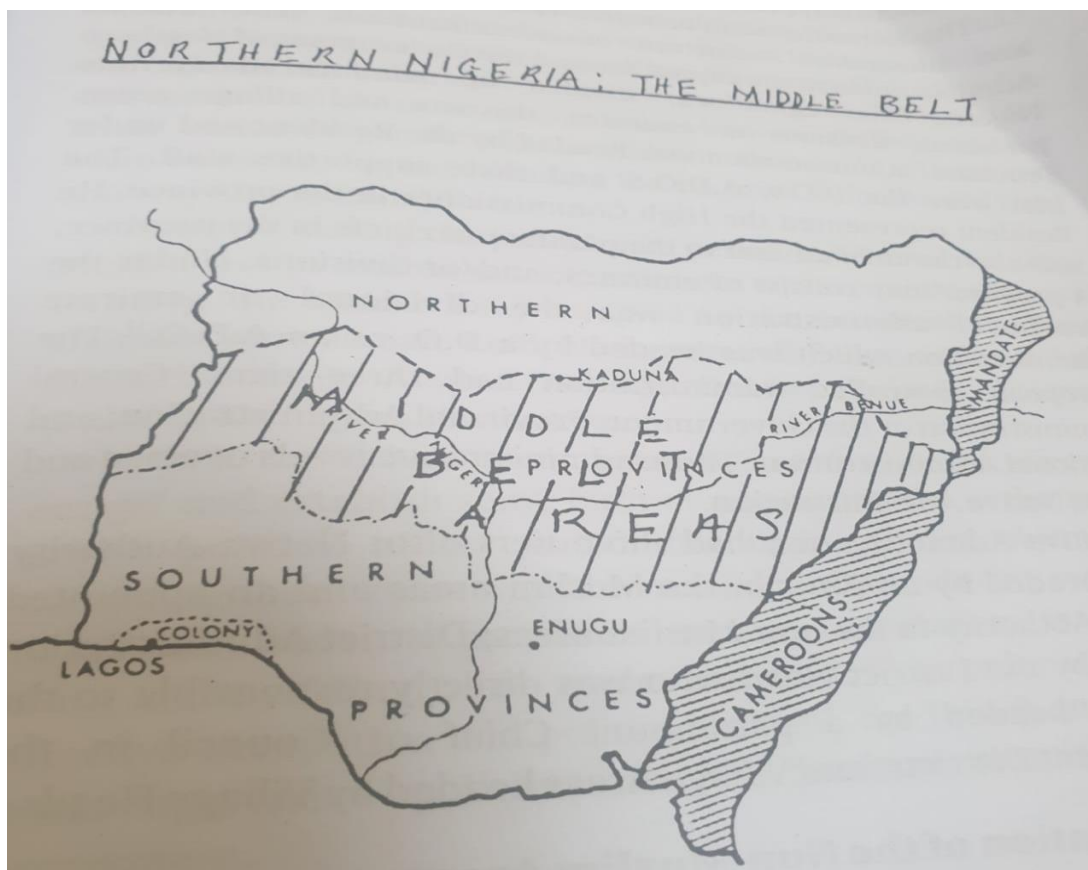 NORTHERN NIGERIA: THE MIDDLE BELT
NORTHERN
MANDATE
KADUNA
MIDDLE
RIVER BENUE
RIVER NIGER
BELT
PROVINCES
AREAS
SOUTHERN
COLONY
ENUGU
LAGOS
CAMEROONS
PROVINCES